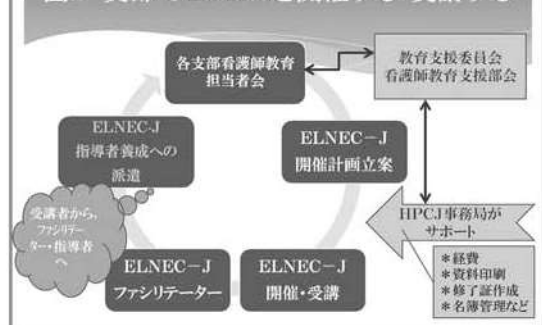 各支部看護師教育
担当者会
教育支援委員会
看護師教育支援部会
ELNEC-J
指導者養成への
派遣
ELNEC-J
開催計画立案
受講者から,
ファシリテー
ター・指導者
へ
HPCJ事務局が
サポート
ELNEC-J
ファシリテーター
ELNEC-J
開催・受講
*経費
*資料印刷
*修了証作成
*名簿管理など